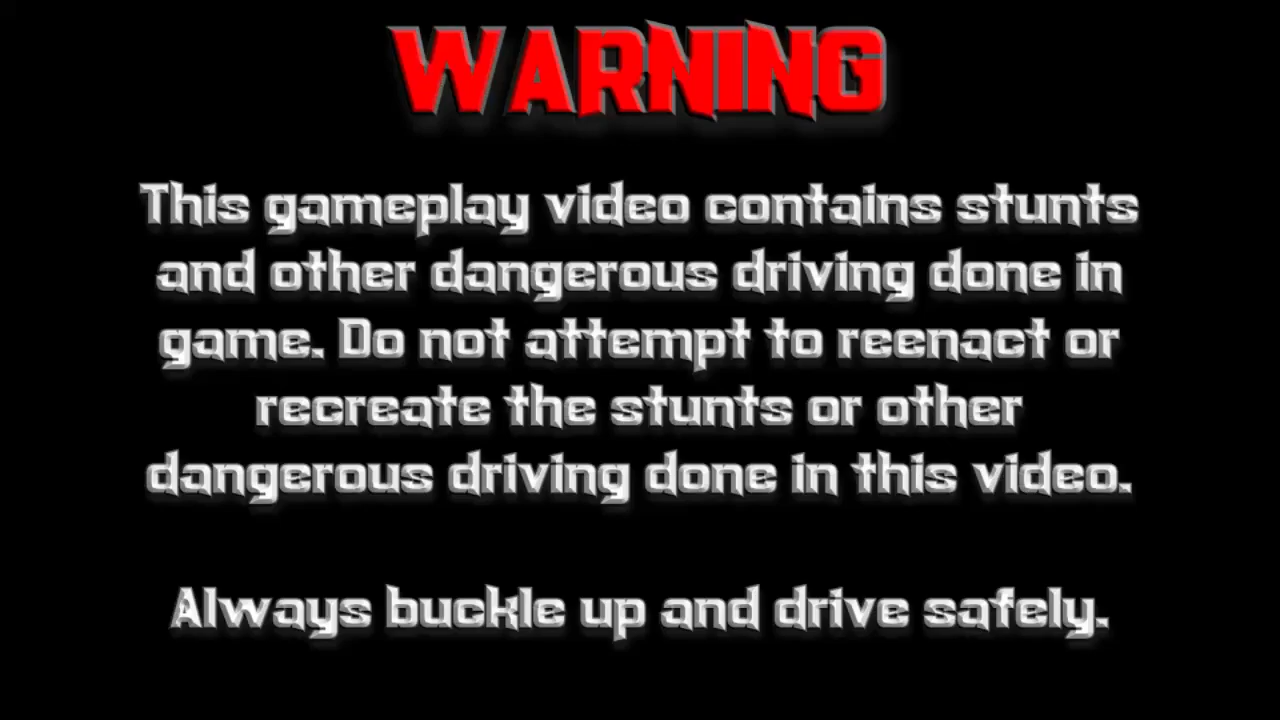 WARNING
This gameplay video contains stunts
and other dangerous driving done in
game. Do not attempt to reenact or
recreate the stunts or other
dangerous driving done in this video.
Always buckle up and drive safely.